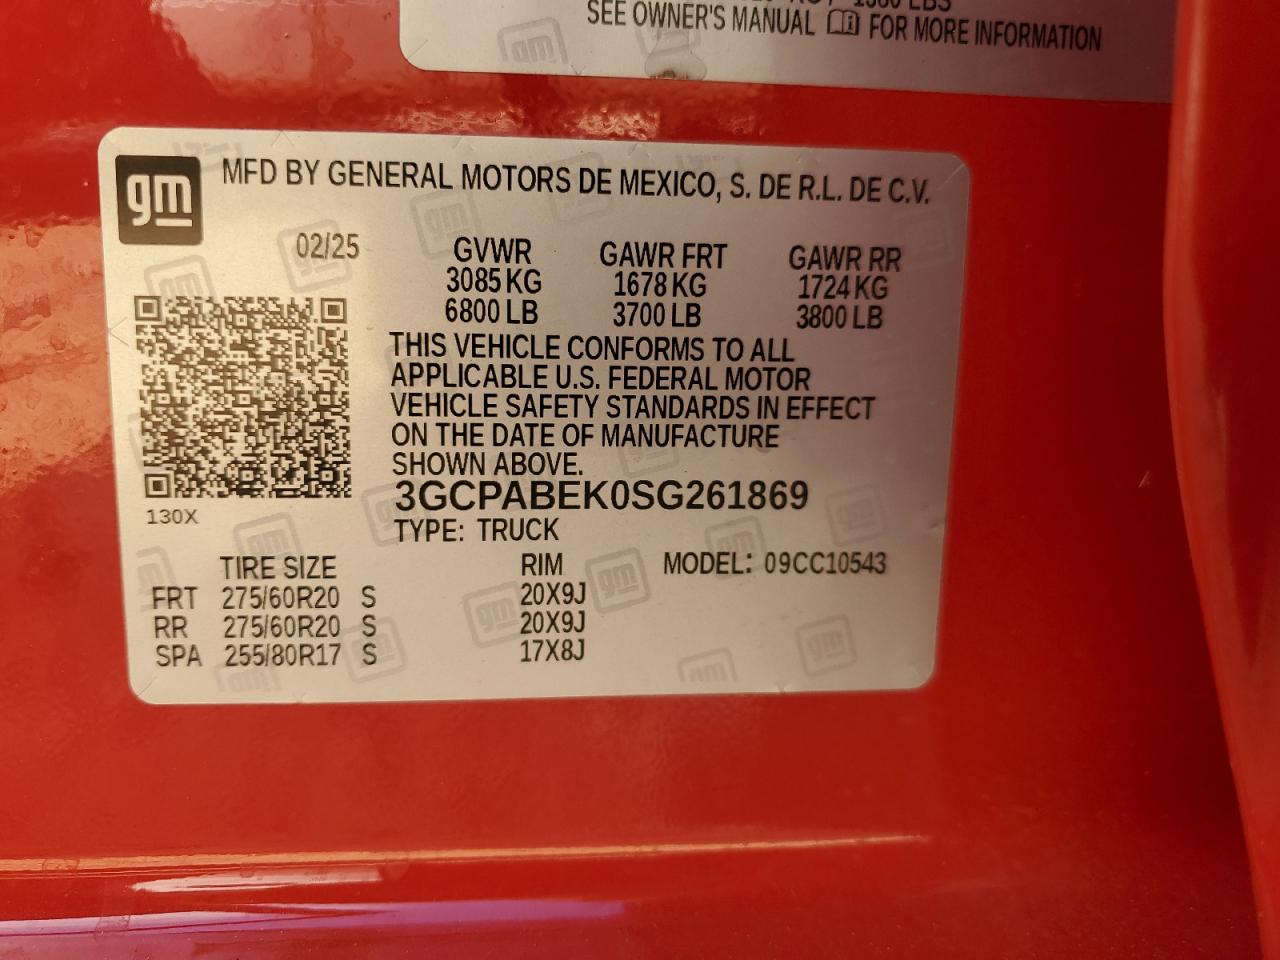 1380 LBS
SEE OWNER'S MANUAL FOR MORE INFORMATION
gm
MFD BY GENERAL MOTORS DE MEXICO, S. DE R.L. DE C.V.
02/25 GVWR GAWR FRT GAWR RR
3085 KG 1678 KG 1724 KG
6800 LB 3700 LB 3800 LB
THIS VEHICLE CONFORMS TO ALL
APPLICABLE U.S. FEDERAL MOTOR
VEHICLE SAFETY STANDARDS IN EFFECT
ON THE DATE OF MANUFACTURE
SHOWN ABOVE.
3GCPABEK0SG261869
130X
TYPE: TRUCK
TIRE SIZE RIM MODEL: 09CC10543
FRT 275/60R20 S 20X9J
RR 275/60R20 S 20X9J
SPA 255/80R17 S 17X8J